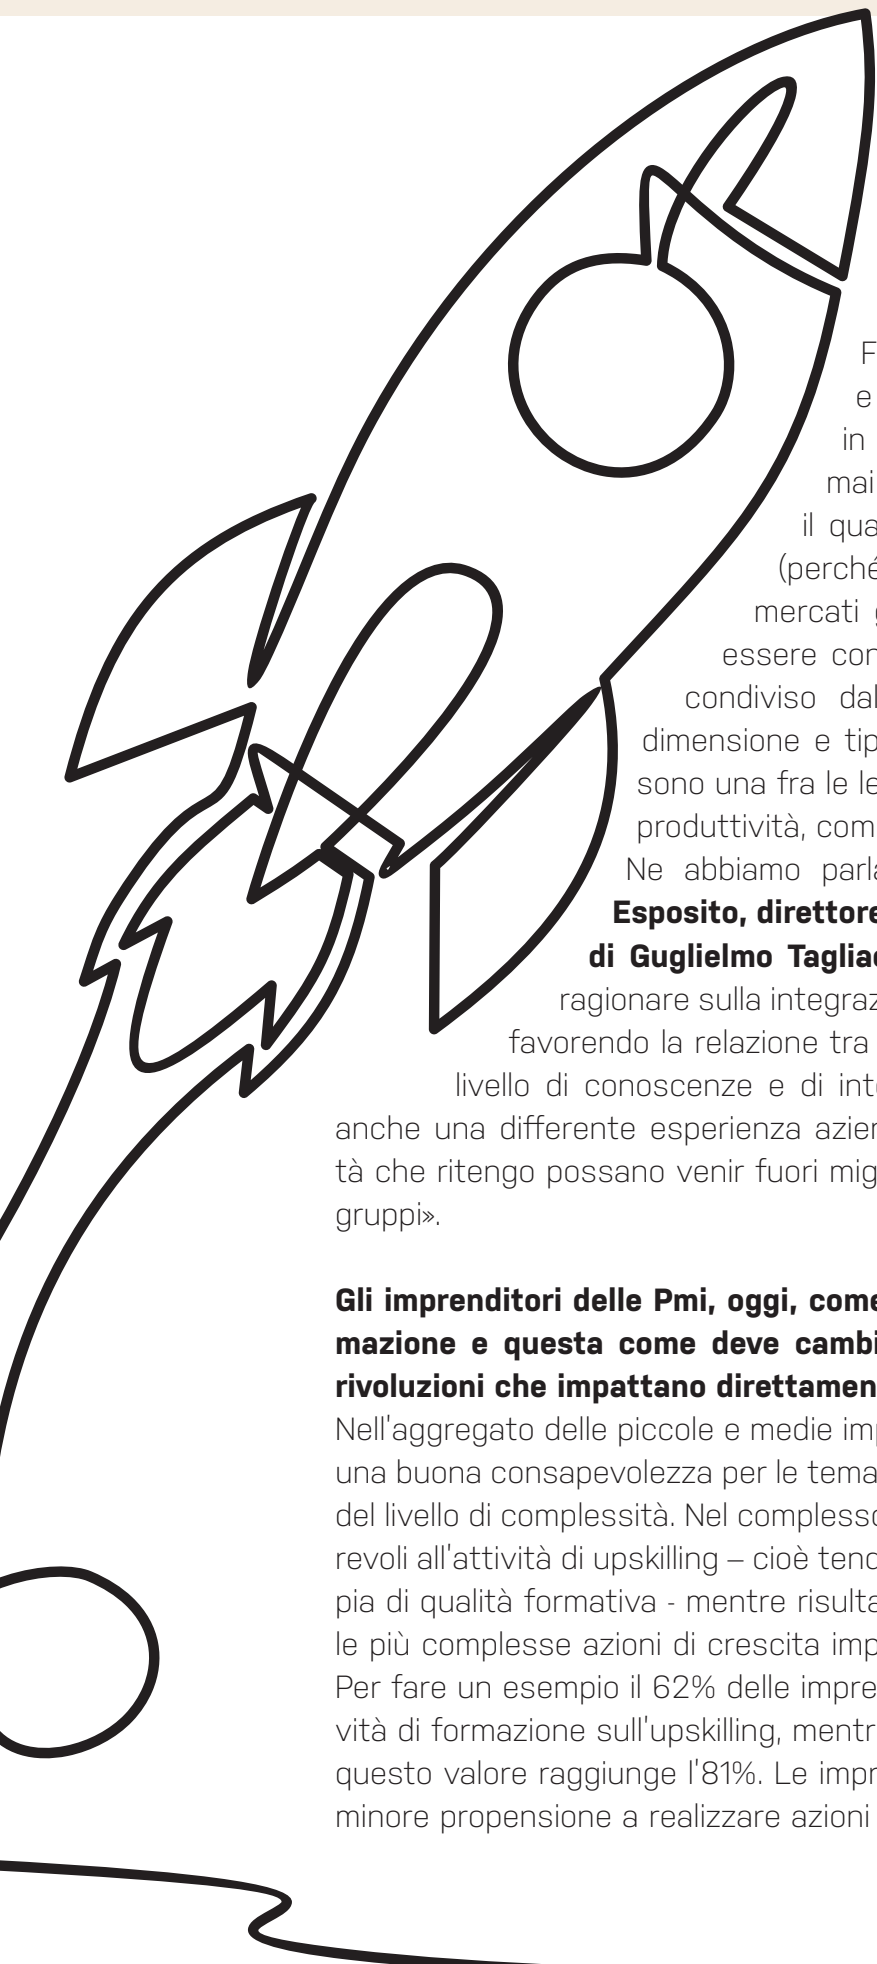 F
e
in
mai
il qua
(perché
mercati g
essere con
condiviso dal
dimensione e tip
sono una fra le le
produttività, com
Ne abbiamo parla
Esposito, direttore
di Guglielmo Tagliac
ragionare sulla integraz
favorendo la relazione tra
livello di conoscenze e di inte
anche una differente esperienza azien
tà che ritengo possano venir fuori mig
gruppi».
Gli imprenditori delle Pmi, oggi, come
mazione e questa come deve cambi
rivoluzioni che impattano direttamen
Nell'aggregato delle piccole e medie imp
una buona consapevolezza per le tema
del livello di complessità. Nel complesso
revoli all'attività di upskilling – cioè tend
pia di qualità formativa - mentre risulta
le più complesse azioni di crescita imp
Per fare un esempio il 62% delle impre
vità di formazione sull'upskilling, mentr
questo valore raggiunge l'81%. Le impr
minore propensione a realizzare azioni